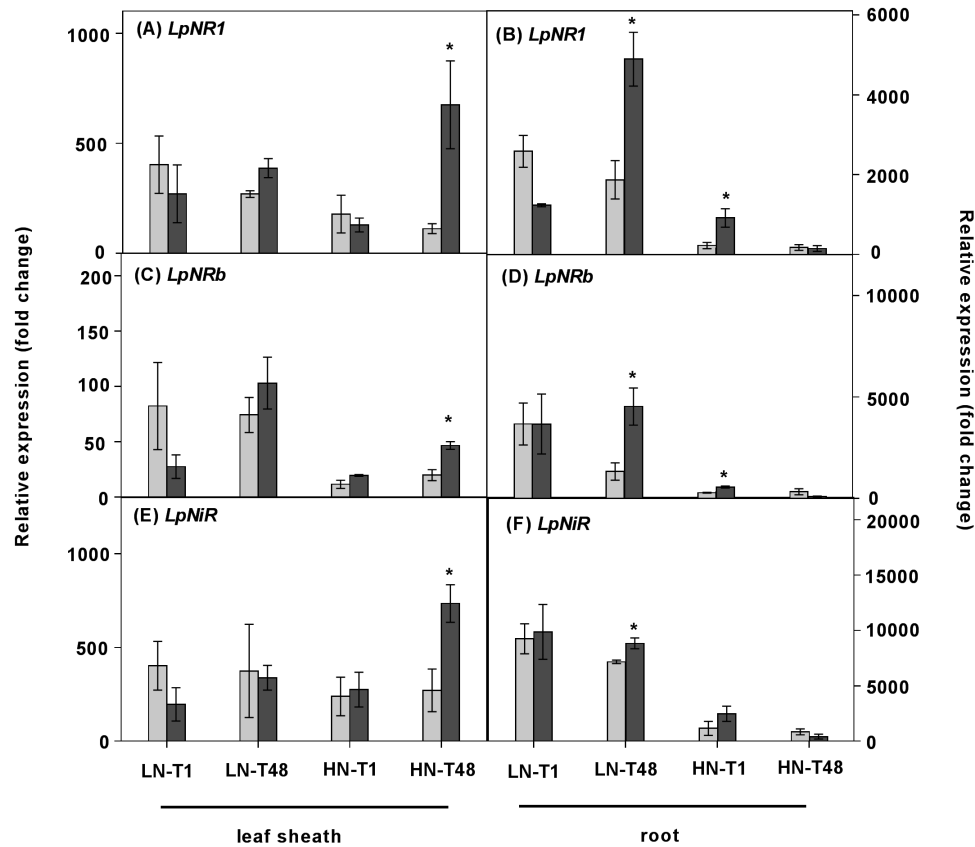 Relative expression (fold change)
Relative expression (fold change)
(A) LpNR1
*
1000
500
0
(B) LpNR1
*
*
6000
4000
2000
0
(C) LpNRb
*
200
150
100
50
0
(D) LpNRb
*
*
10000
5000
0
(E) LpNiR
*
1000
500
0
(F) LpNiR
*
20000
15000
10000
5000
0
LN-T1 LN-T48 HN-T1 HN-T48
LN-T1 LN-T48 HN-T1 HN-T48
leaf sheath
root